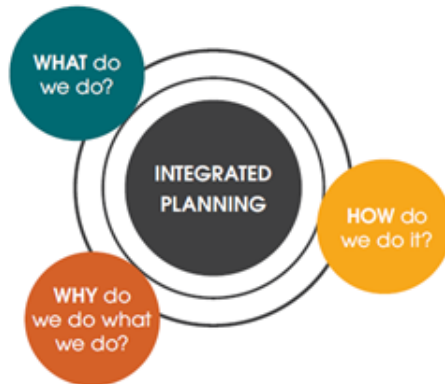 WHAT do
we do?
INTEGRATED
PLANNING
HOW do
we do it?
WHY do
we do what
we do?